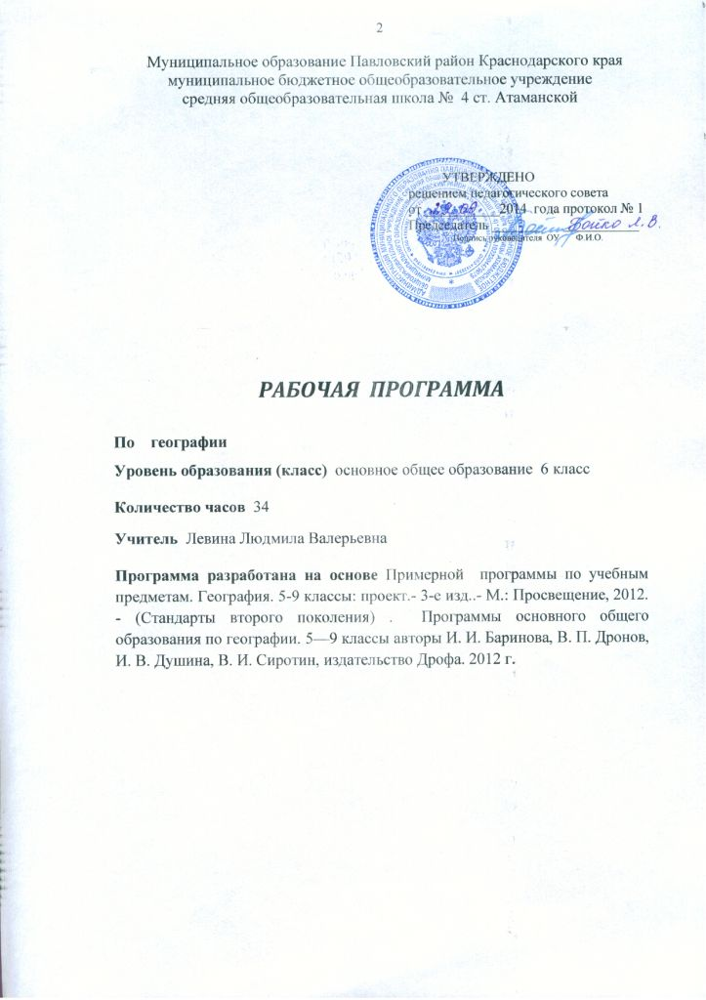 2
Муниципальное образование Павловский район Краснодарского края
муниципальное бюджетное общеобразовательное учреждение
средняя общеобразовательная школа № 4 ст. Атаманской
УТВЕРЖДЕНО
решением педагогического совета
от 2014 года протокол № 1
Председатель Бойко Л.В.
Подпись руководителя ОУ Ф.И.О.
РАБОЧАЯ ПРОГРАММА
По географии
Уровень образования (класс) основное общее образование 6 класс
Количество часов 34
Учитель Левина Людмила Валерьевна
Программа разработана на основе Примерной программы по учебным
предметам. География. 5-9 классы: проект.- 3-е изд..- М.: Просвещение, 2012.
- (Стандарты второго поколения) . Программы основного общего
образования по географии. 5—9 классы авторы И. И. Баринова, В. П. Дронов,
И. В. Душина, В. И. Сиротин, издательство Дрофа. 2012 г.